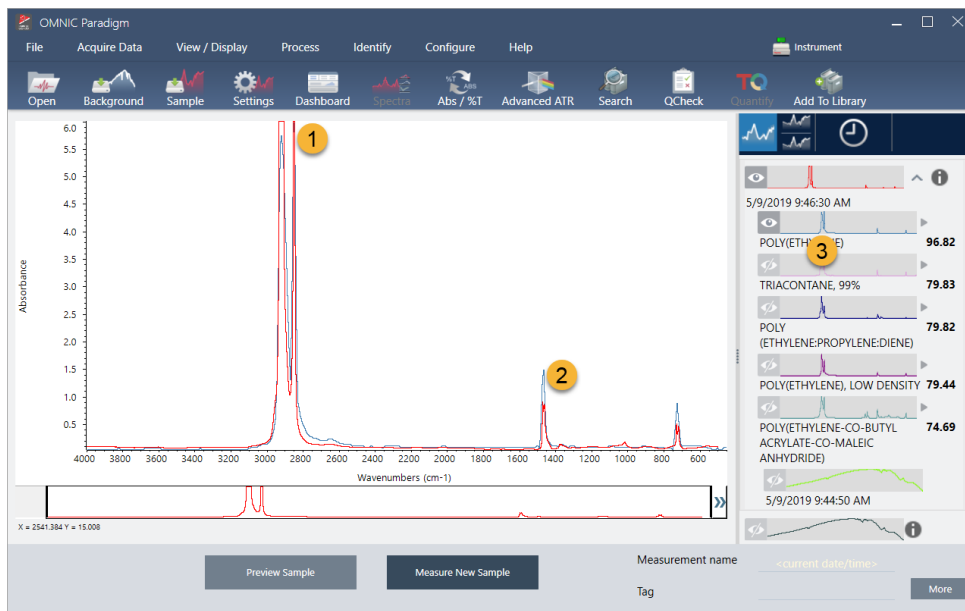 OMNIC Paradigm
File Acquire Data View / Display Process Identify Configure Help Instrument
%T ABS TQ
Open Background Sample Settings Dashboard Spectra Abs / %T Advanced ATR Search QCheck Quantify Add To Library
6.0
5.5
5.0
4.5
4.0
3.5
3.0
2.5
2.0
1.5
1.0
0.5
Absorbance
1
2
4000 3800 3600 3400 3200 3000 2800 2600 2400 2200 2000 1800 1600 1400 1200 1000 800 600
Wavenumbers (cm-1)
X = 2541.384 Y = 15.008
5/9/2019 9:46:30 AM
3
96.82
TRIACONTANE, 99% 79.83
POLY 79.82
(ETHYLENE:PROPYLENE:DIENE)
POLY(ETHYLENE), LOW DENSITY 79.44
POLY(ETHYLENE-CO-BUTYL 74.69
ACRYLATE-CO-MALEIC
ANHYDRIDE)
5/9/2019 9:44:50 AM
Preview Sample Measure New Sample
Measurement name <current date/time>
Tag
More